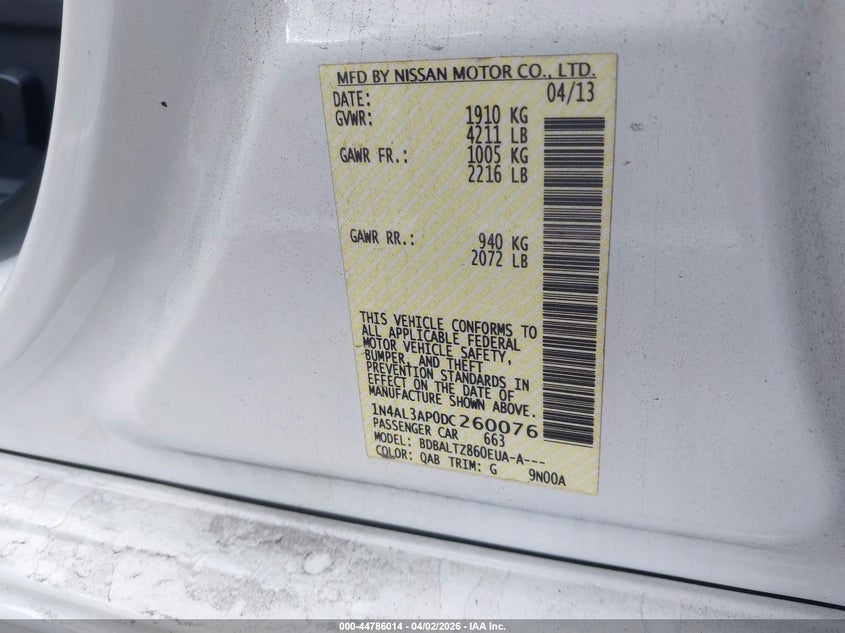 MFD BY NISSAN MOTOR CO., LTD.
DATE: 04/13
GVWR: 1910 KG
4211 LB
GAWR FR.: 1005 KG
2216 LB
GAWR RR.: 940 KG
2072 LB
THIS VEHICLE CONFORMS TO
ALL APPLICABLE FEDERAL
MOTOR VEHICLE SAFETY,
BUMPER, AND THEFT
PREVENTION STANDARDS IN
EFFECT ON THE DATE OF
MANUFACTURE SHOWN ABOVE.
1N4AL3AP0DC260076
PASSENGER CAR 663
MODEL: BDBALTZ860EUA-A---
COLOR: QAB TRIM: G 9N00A
000-44786014 - 04/02/2026 - IAA Inc.